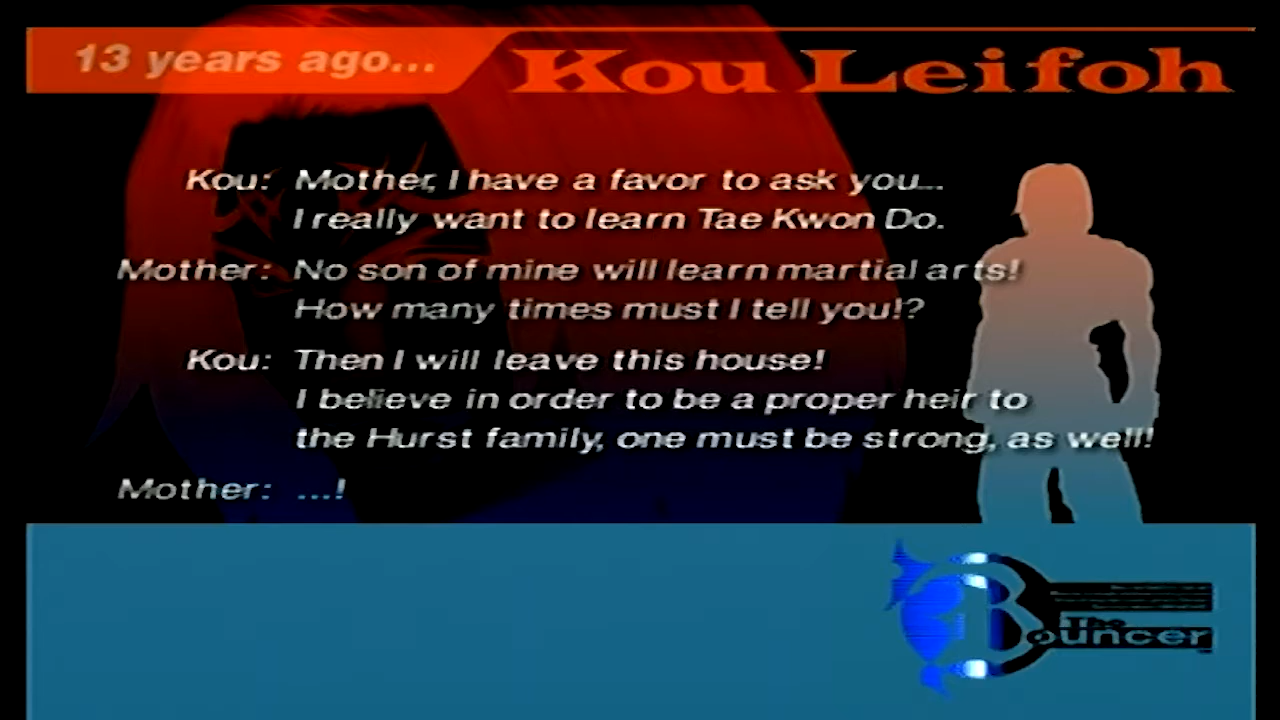 13 years ago...
Kou Leifoh
Kou: Mother, I have a favor to ask you...
I really want to learn Tae Kwon Do.
Mother: No son of mine will learn martial arts!
How many times must I tell you!?
Kou: Then I will leave this house!
I believe in order to be a proper heir to
the Hurst family, one must be strong, as well!
Mother: ...!
The
Bouncer